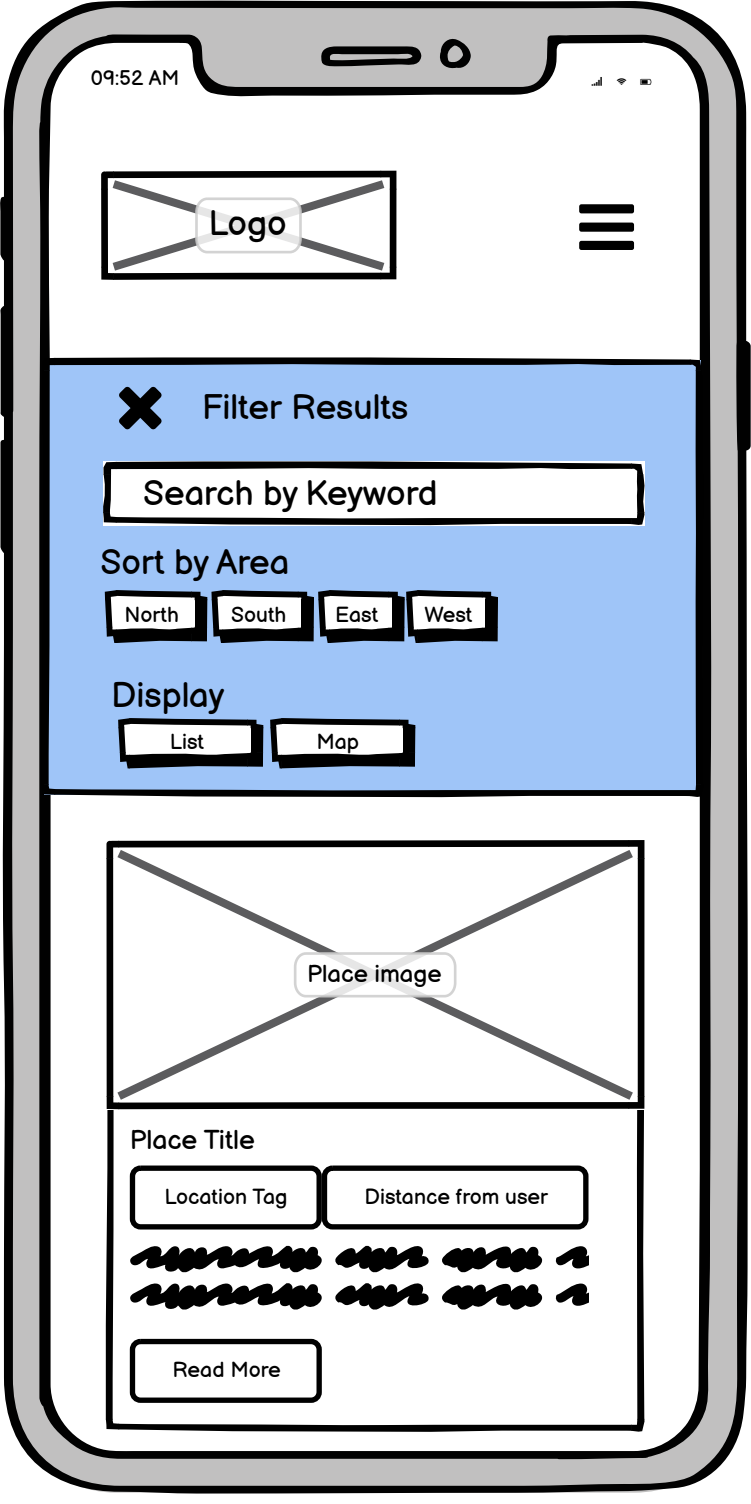 09:52 AM
Logo
Filter Results
Search by Keyword
Sort by Area
North South East West
Display
List Map
Place image
Place Title
Location Tag Distance from user
Read More